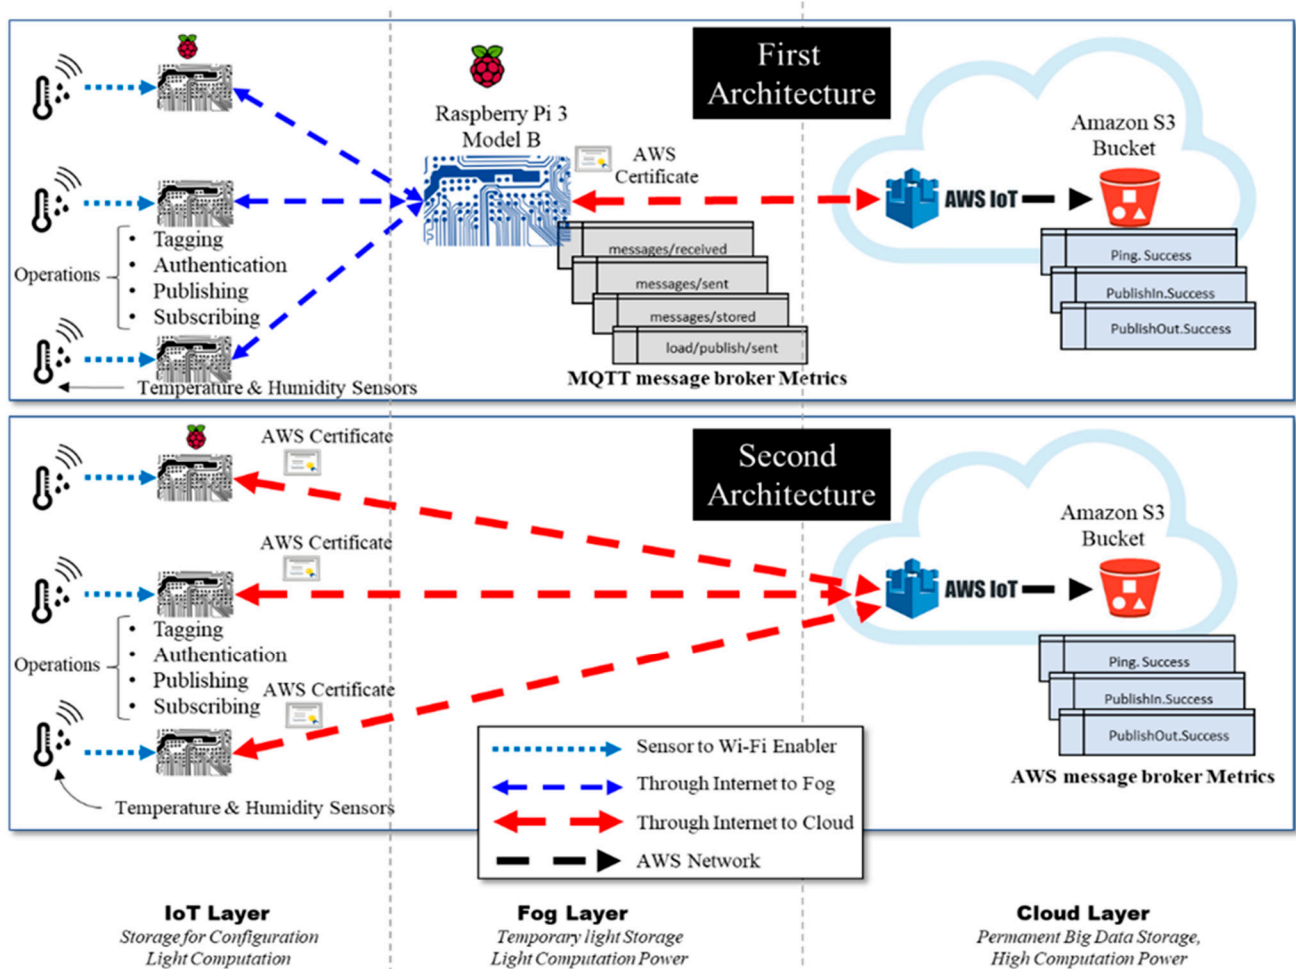 First
Architecture
Raspberry Pi 3
Model B
AWS
Certificate
Amazon S3
Bucket
AWS IoT
Operations
• Tagging
• Authentication
• Publishing
• Subscribing
messages/received
messages/sent
messages/stored
load/publish/sent
Ping. Success
PublishIn.Success
PublishOut.Success
MQTT message broker Metrics
Temperature & Humidity Sensors
Second
Architecture
AWS Certificate
AWS Certificate
AWS Certificate
Amazon S3
Bucket
AWS IoT
Operations
• Tagging
• Authentication
• Publishing
• Subscribing
Ping. Success
PublishIn.Success
PublishOut.Success
AWS message broker Metrics
Temperature & Humidity Sensors
Sensor to Wi-Fi Enabler
Through Internet to Fog
Through Internet to Cloud
AWS Network
IoT Layer
Storage for Configuration
Light Computation
Fog Layer
Temporary light Storage
Light Computation Power
Cloud Layer
Permanent Big Data Storage,
High Computation Power